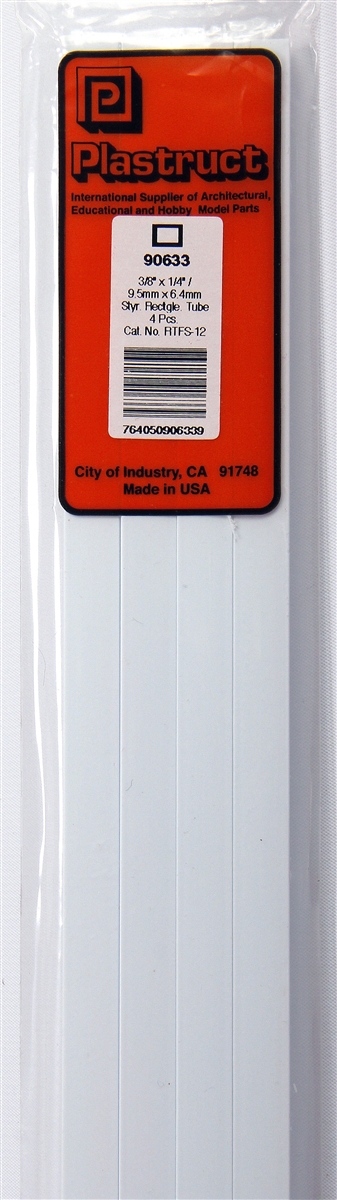 P
Plastruct
International Supplier of Architectural,
Educational and Hobby Model Parts
90633
3/8" x 1/4" /
9.5mm x 6.4mm
Styr. Rectgle. Tube
4 Pcs.
Cat. No. RTFS-12
764050906339
City of Industry, CA 91748
Made in USA